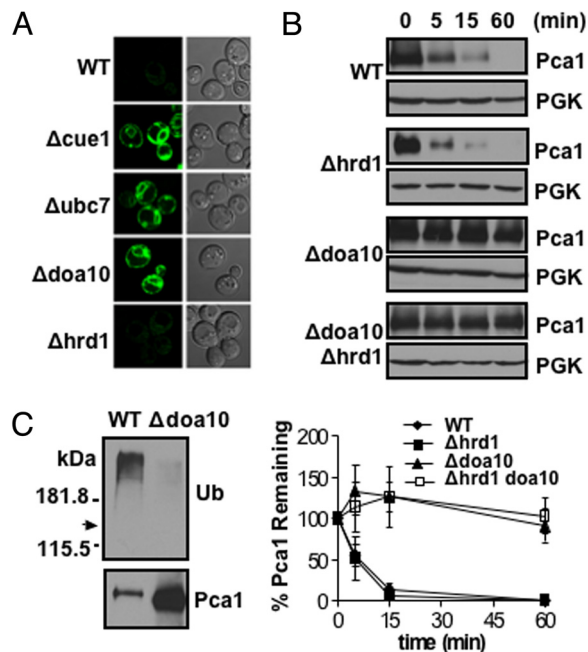 A
WT
Δcue1
Δubc7
Δdoa10
Δhrd1
B
0 5 15 60 (min)
WT
Pca1
PGK
Δhrd1
Pca1
PGK
Δdoa10
Pca1
PGK
Δdoa10
Δhrd1
Pca1
PGK
C
WT Δdoa10
kDa
181.8
115.5
Ub
Pca1
WT
Δhrd1
Δdoa10
Δhrd1 doa10
% Pca1 Remaining
200
150
100
50
0
0 15 30 45 60
time (min)